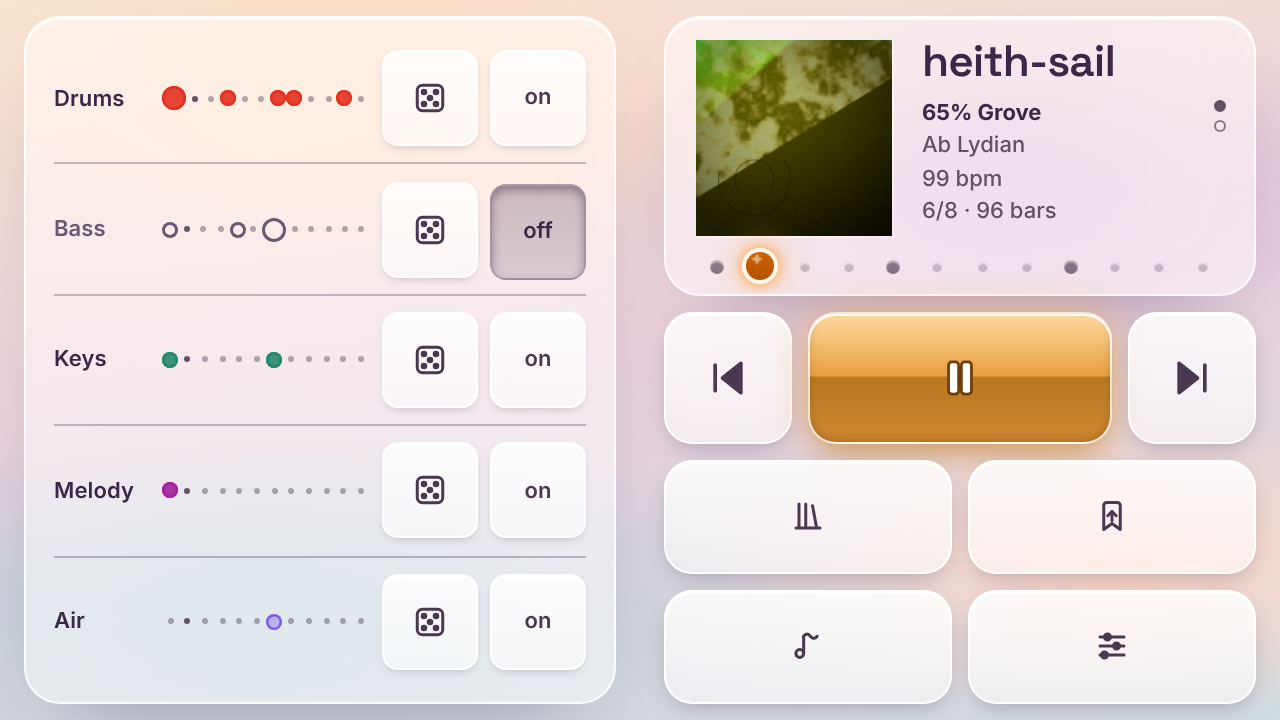 Drums
on
Bass
off
Keys
on
Melody
on
Air
on
heith-sail
65% Grove
Ab Lydian
99 bpm
6/8 · 96 bars